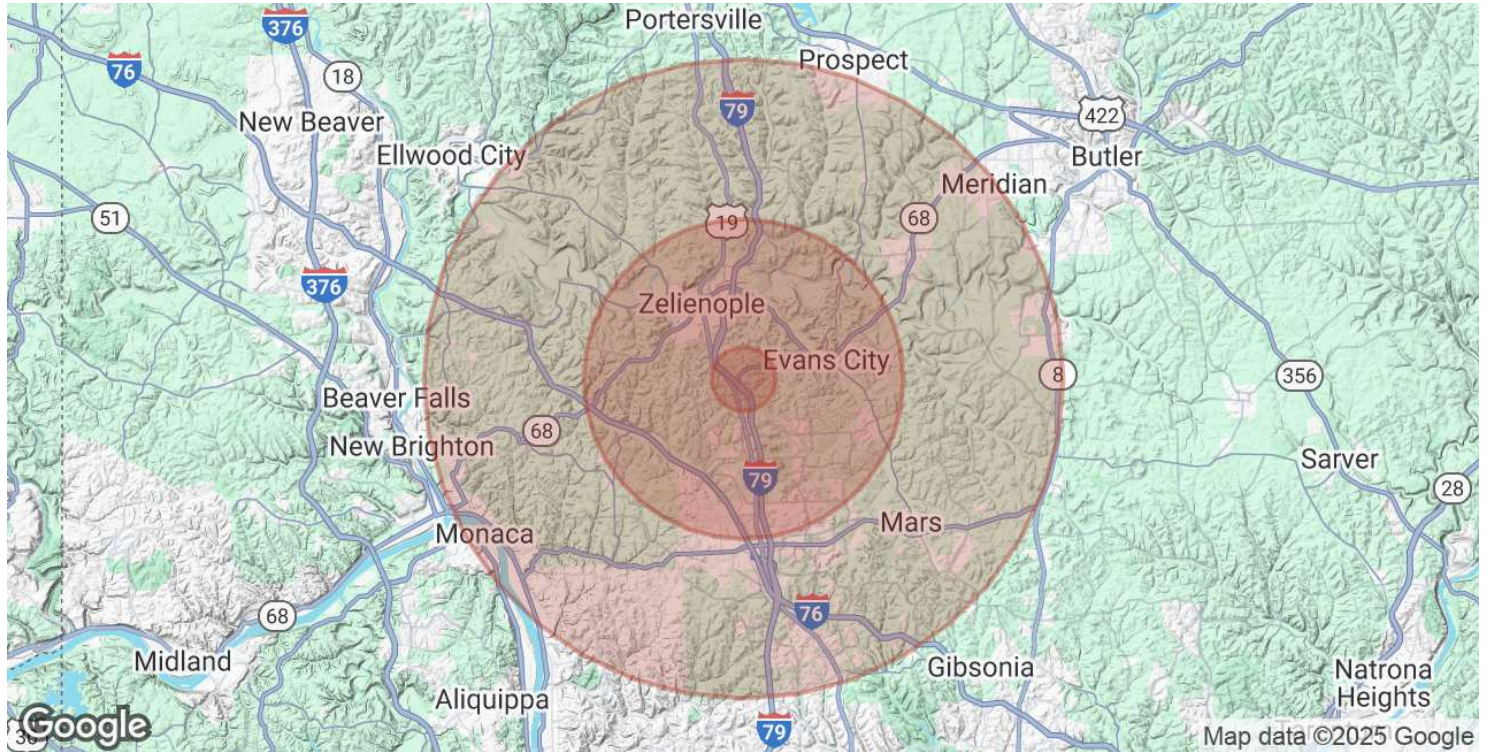 Portersville
376
Prospect
76
18
79
422
New Beaver
Ellwood City
Butler
Meridian
51
19
68
376
Zelienople
Evans City
8
356
Beaver Falls
68
New Brighton
79
Sarver
28
Mars
Monaca
68
76
Midland
Gibsonia
Natrona
Heights
Aliquippa
Google
79
Map data ©2025 Google